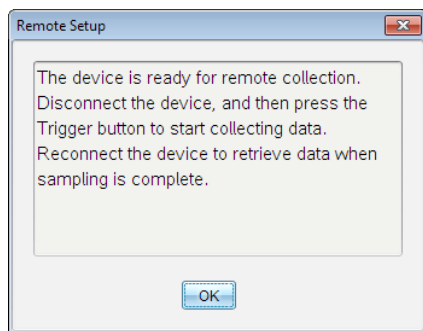 Remote Setup
The device is ready for remote collection.
Disconnect the device, and then press the
Trigger button to start collecting data.
Reconnect the device to retrieve data when
sampling is complete.
OK